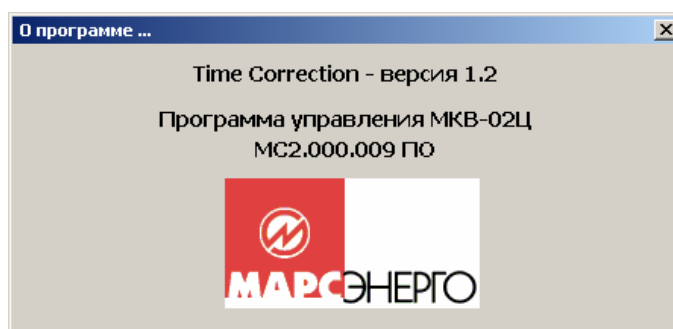 О программе ...
Time Correction - версия 1.2
Программа управления МКВ-02Ц
МС2.000.009 ПО
МАРСЭНЕРГО